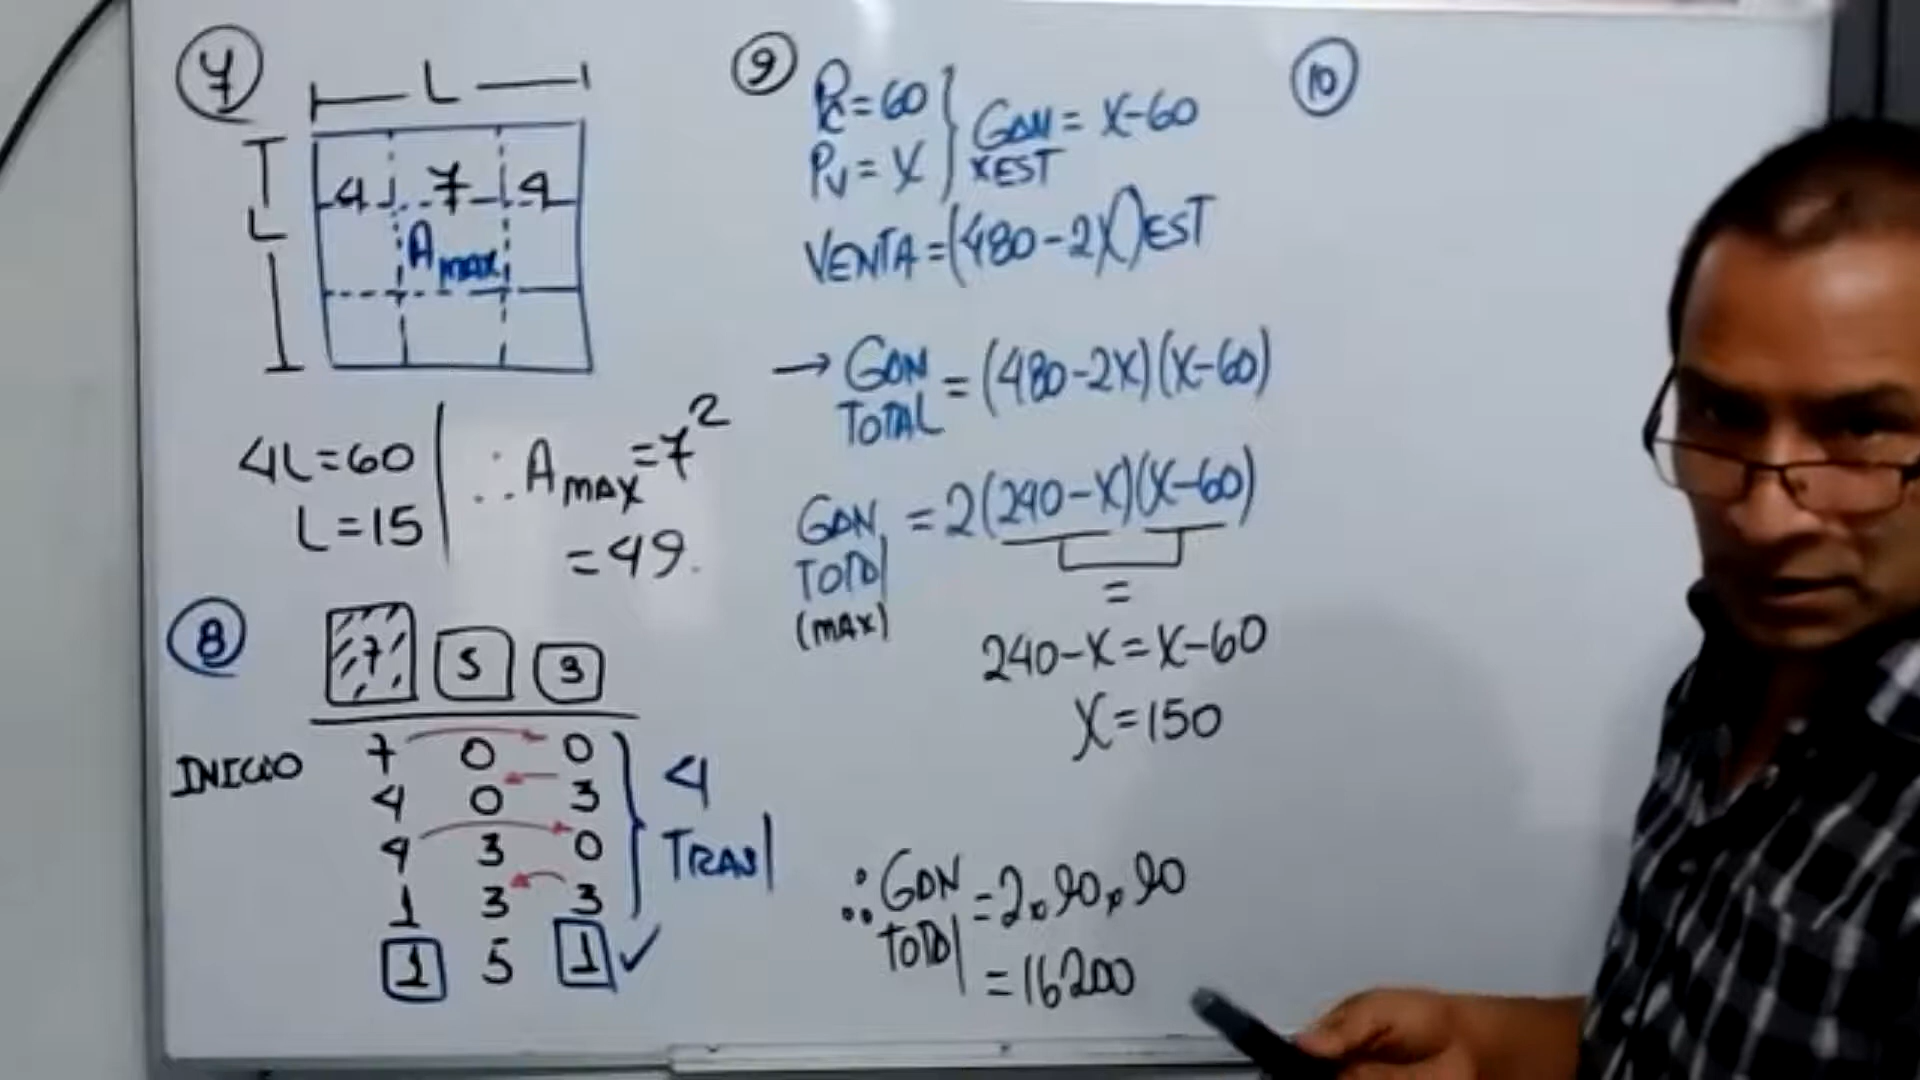 7
L
L
4 7 4
A max
4L=60
L=15
∴ A MAX = 7²
= 49.
8
7 5 3
INICIO 7 0 0
4 0 3
4 3 0
1 3 3
1 5 1 ✓
4
TRAS
9
Pc=60
Pv=X
GAN = X-60
XEST
VENTA=(480-2X)EST
→ GAN TOTAL = (480-2X)(X-60)
GAN TOTAL (MAX) = 2(240-X)(X-60)
=
240-X=X-60
X=150
∴ GAN TOTAL = 2×90×90
= 16200
10